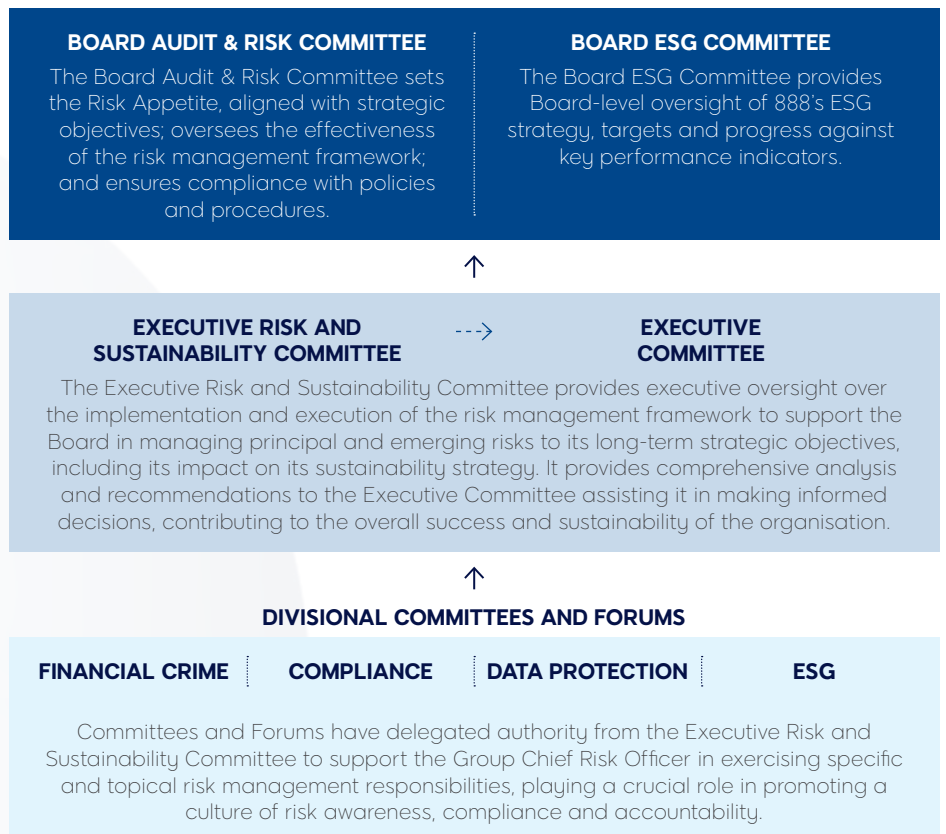 BOARD AUDIT & RISK COMMITTEE
The Board Audit & Risk Committee sets
the Risk Appetite, aligned with strategic
objectives; oversees the effectiveness
of the risk management framework;
and ensures compliance with policies
and procedures.
BOARD ESG COMMITTEE
The Board ESG Committee provides
Board-level oversight of 888's ESG
strategy, targets and progress against
key performance indicators.
EXECUTIVE RISK AND
SUSTAINABILITY COMMITTEE
EXECUTIVE
COMMITTEE
The Executive Risk and Sustainability Committee provides executive oversight over
the implementation and execution of the risk management framework to support the
Board in managing principal and emerging risks to its long-term strategic objectives,
including its impact on its sustainability strategy. It provides comprehensive analysis
and recommendations to the Executive Committee assisting it in making informed
decisions, contributing to the overall success and sustainability of the organisation.
DIVISIONAL COMMITTEES AND FORUMS
FINANCIAL CRIME
COMPLIANCE
DATA PROTECTION
ESG
Committees and Forums have delegated authority from the Executive Risk and
Sustainability Committee to support the Group Chief Risk Officer in exercising specific
and topical risk management responsibilities, playing a crucial role in promoting a
culture of risk awareness, compliance and accountability.